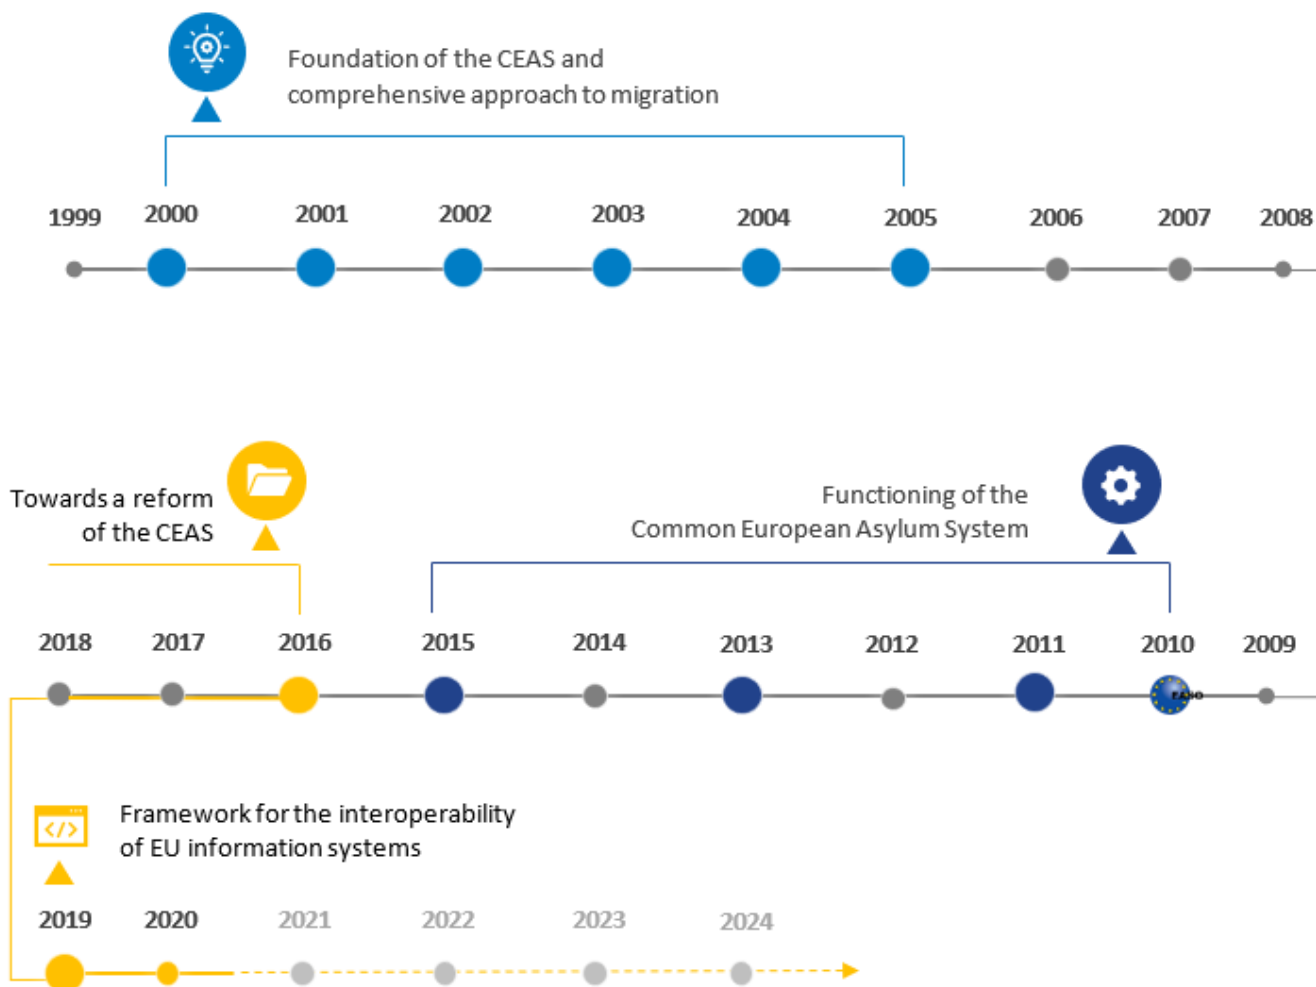 Foundation of the CEAS and
comprehensive approach to migration
1999 2000 2001 2002 2003 2004 2005 2006 2007 2008
Towards a reform
of the CEAS
Functioning of the
Common European Asylum System
2018 2017 2016 2015 2014 2013 2012 2011 2010 2009
EASO
</>
Framework for the interoperability
of EU information systems
2019 2020 2021 2022 2023 2024